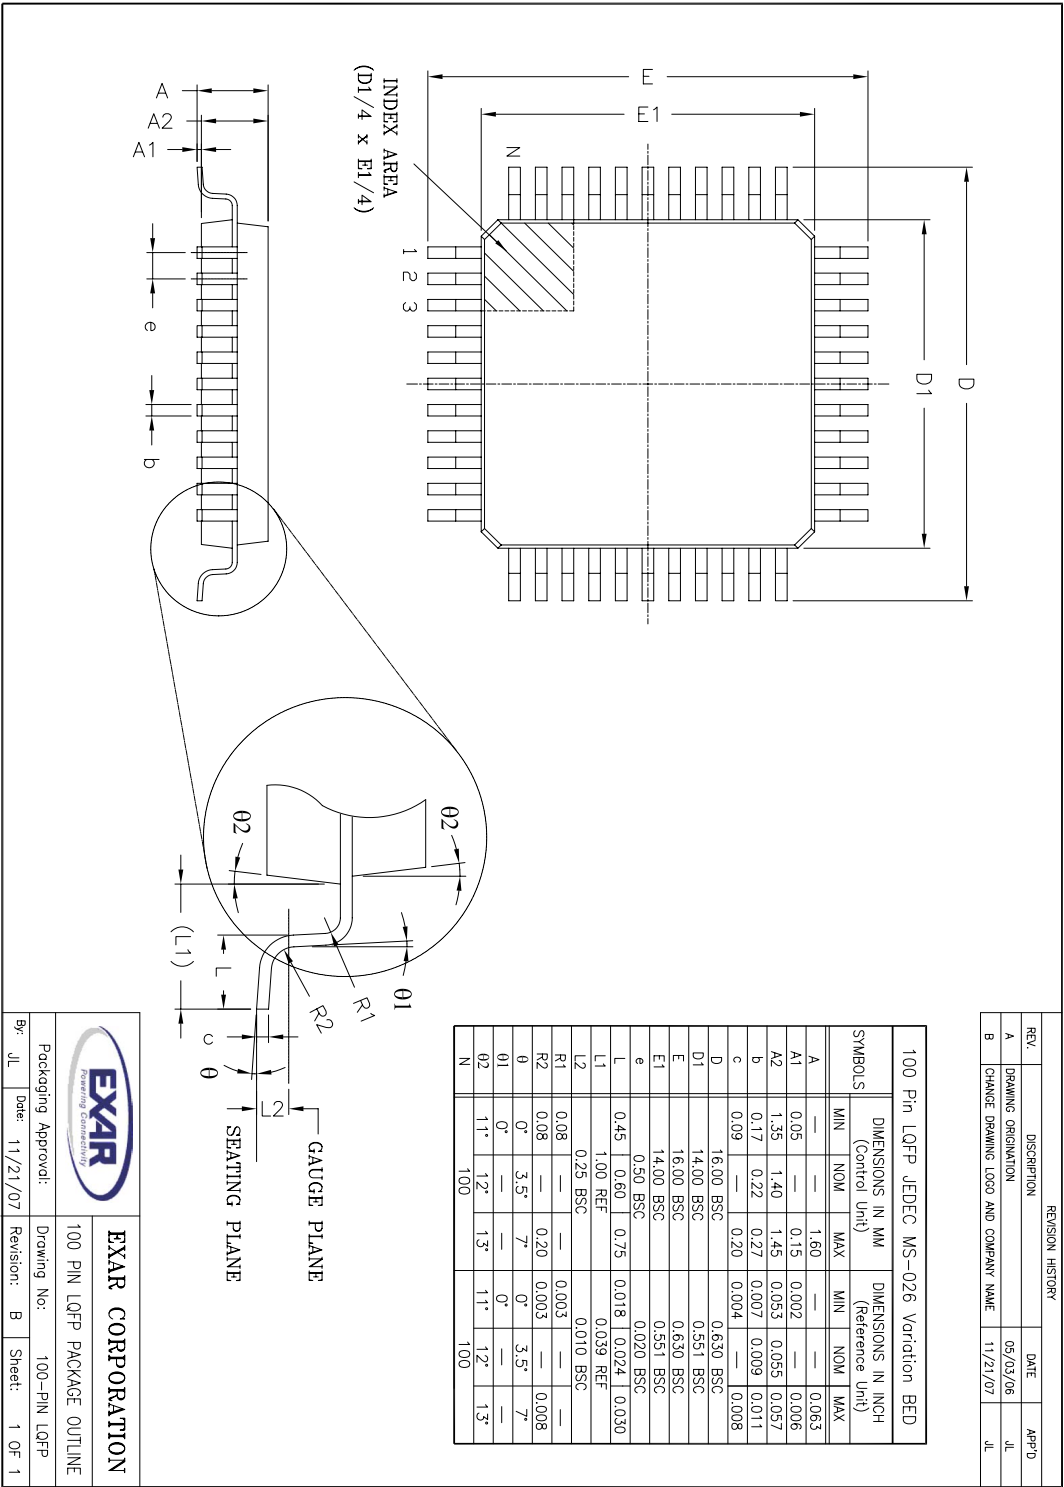 REVISION HISTORY
REV. DISCRIPTION DATE APP'D
A DRAWING ORIGINATION 05/03/06 JL
B CHANGE DRAWING LOGO AND COMPANY NAME 11/21/07 JL
D
D1
E
E1
N
1 2 3
INDEX AREA
(D1/4 x E1/4)
A
A2
A1
e
b
θ2
θ2
(L1)
L
θ1
R1
R2
c
θ
L2
GAUGE PLANE
SEATING PLANE
100 Pin LQFP JEDEC MS-026 Variation BED
SYMBOLS DIMENSIONS IN MM (Control Unit) DIMENSIONS IN INCH (Reference Unit)
MIN NOM MAX MIN NOM MAX
A — — 1.60 — — 0.063
A1 0.05 — 0.15 0.002 — 0.006
A2 1.35 1.40 1.45 0.053 0.055 0.057
b 0.17 0.22 0.27 0.007 0.009 0.011
c 0.09 — 0.20 0.004 — 0.008
D 16.00 BSC 0.630 BSC
D1 14.00 BSC 0.551 BSC
E 16.00 BSC 0.630 BSC
E1 14.00 BSC 0.551 BSC
e 0.50 BSC 0.020 BSC
L 0.45 0.60 0.75 0.018 0.024 0.030
L1 1.00 REF 0.039 REF
L2 0.25 BSC 0.010 BSC
R1 0.08 — — 0.003 — —
R2 0.08 — 0.20 0.003 — 0.008
θ 0° 3.5° 7° 0° 3.5° 7°
θ1 0° — — 0° — —
θ2 11° 12° 13° 11° 12° 13°
N 100 100
EXAR
Powering Connectivity
EXAR CORPORATION
100 PIN LQFP PACKAGE OUTLINE
Packaging Approval: Drawing No: 100-PIN LQFP
By: JL Date: 11/21/07 Revision: B Sheet: 1 OF 1